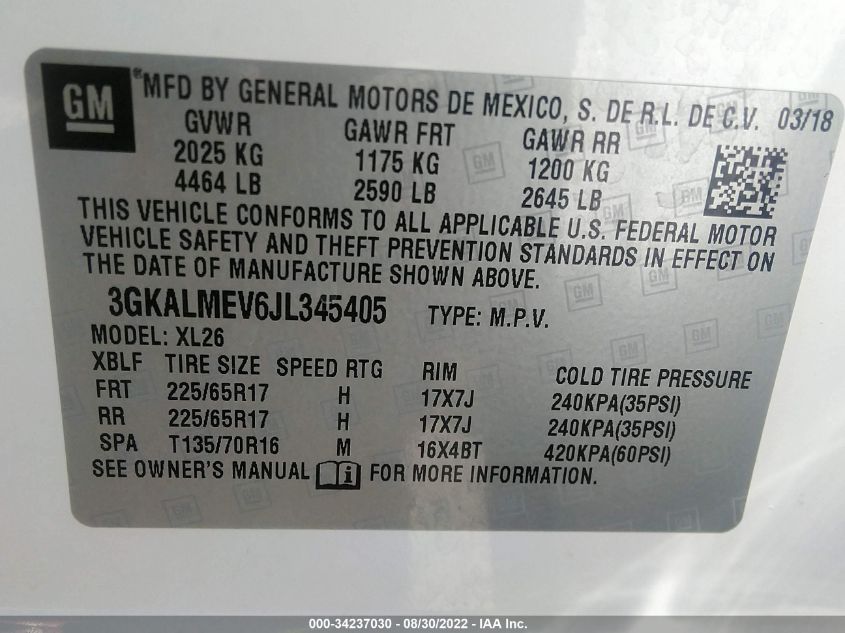 GM
® MFD BY GENERAL MOTORS DE MEXICO, S. DE R.L. DE C.V. 03/18
GVWR GAWR FRT GAWR RR
2025 KG 1175 KG 1200 KG
4464 LB 2590 LB 2645 LB
THIS VEHICLE CONFORMS TO ALL APPLICABLE U.S. FEDERAL MOTOR
VEHICLE SAFETY AND THEFT PREVENTION STANDARDS IN EFFECT ON
THE DATE OF MANUFACTURE SHOWN ABOVE.
3GKALMEV6JL345405 TYPE: M.P.V.
MODEL: XL26
XBLF TIRE SIZE SPEED RTG RIM COLD TIRE PRESSURE
FRT 225/65R17 H 17X7J 240KPA(35PSI)
RR 225/65R17 H 17X7J 240KPA(35PSI)
SPA T135/70R16 M 16X4BT 420KPA(60PSI)
SEE OWNER'S MANUAL i FOR MORE INFORMATION.
000-34237030 - 08/30/2022 - IAA Inc.